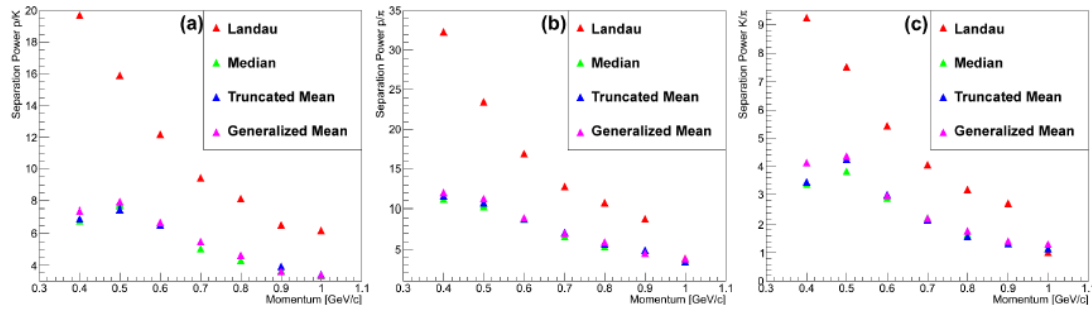 Separation Power p/K
20
18
16
14
12
10
8
6
4
0.3 0.4 0.5 0.6 0.7 0.8 0.9 1 1.1
Momentum [GeV/c]
(a)
Landau
Median
Truncated Mean
Generalized Mean
Separation Power p/π
35
30
25
20
15
10
5
0.3 0.4 0.5 0.6 0.7 0.8 0.9 1 1.1
Momentum [GeV/c]
(b)
Landau
Median
Truncated Mean
Generalized Mean
Separation Power K/π
9
8
7
6
5
4
3
2
1
0
0.3 0.4 0.5 0.6 0.7 0.8 0.9 1 1.1
Momentum [GeV/c]
(c)
Landau
Median
Truncated Mean
Generalized Mean